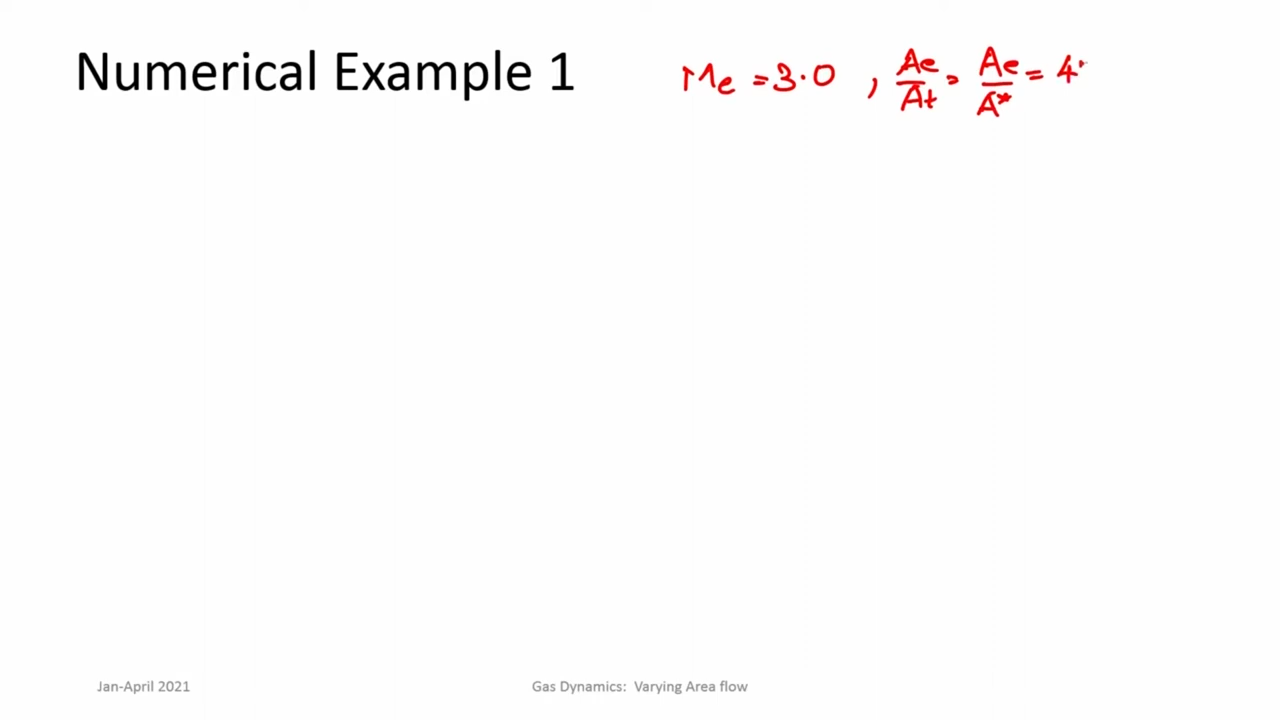 Numerical Example 1
Me = 3.0 , Ae/At = Ae/A* = 4.
Jan-April 2021
Gas Dynamics: Varying Area flow